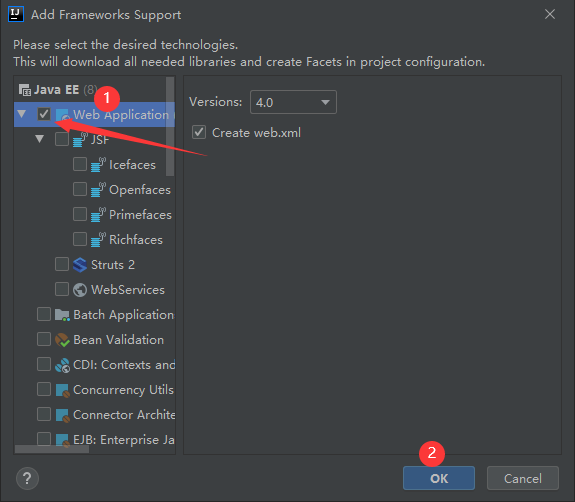 Add Frameworks Support
Please select the desired technologies.
This will download all needed libraries and create Facets in project configuration.
Java EE (8)
1
Web Application
JSF
Icefaces
Openfaces
Primefaces
Richfaces
Struts 2
WebServices
Batch Application
Bean Validation
CDI: Contexts and
Concurrency Utils
Connector Archite
EJB: Enterprise Ja
Versions: 4.0
Create web.xml
2
? OK Cancel